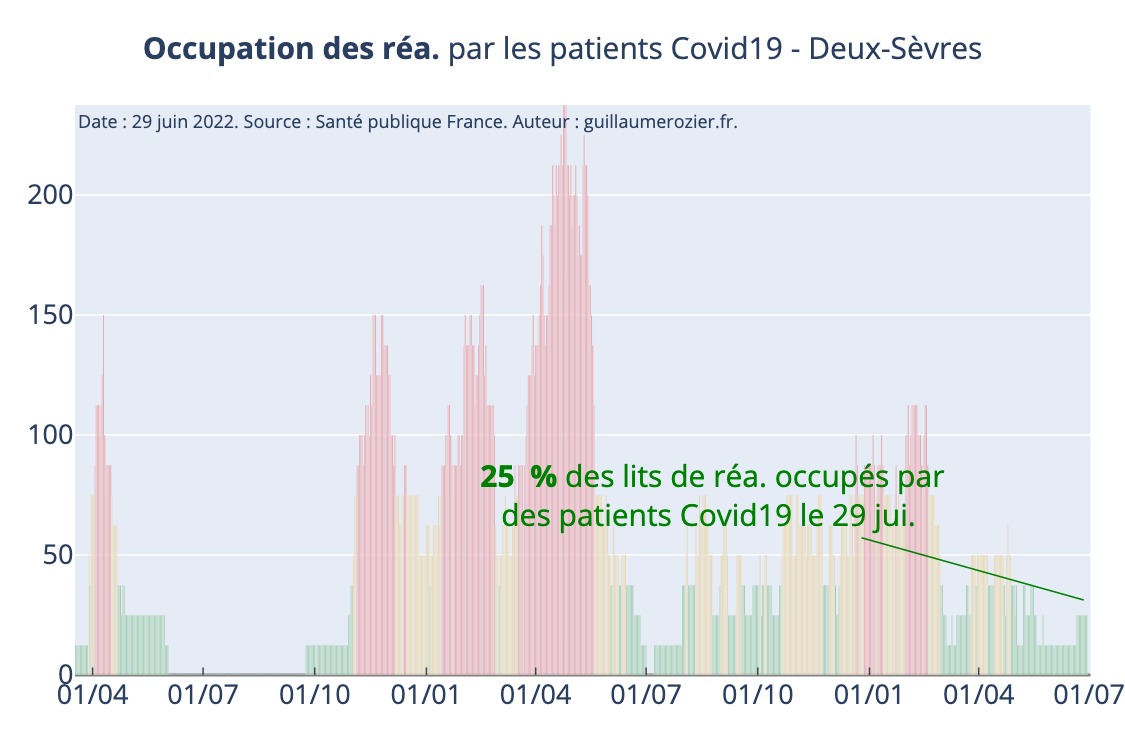 Occupation des réa. par les patients Covid19 - Deux-Sèvres
Date : 29 juin 2022. Source : Santé publique France. Auteur : guillaumerozier.fr.
200
150
100
25 % des lits de réa. occupés par
des patients Covid19 le 29 jui.
50
0
01/04 01/07 01/10 01/01 01/04 01/07 01/10 01/01 01/04 01/07